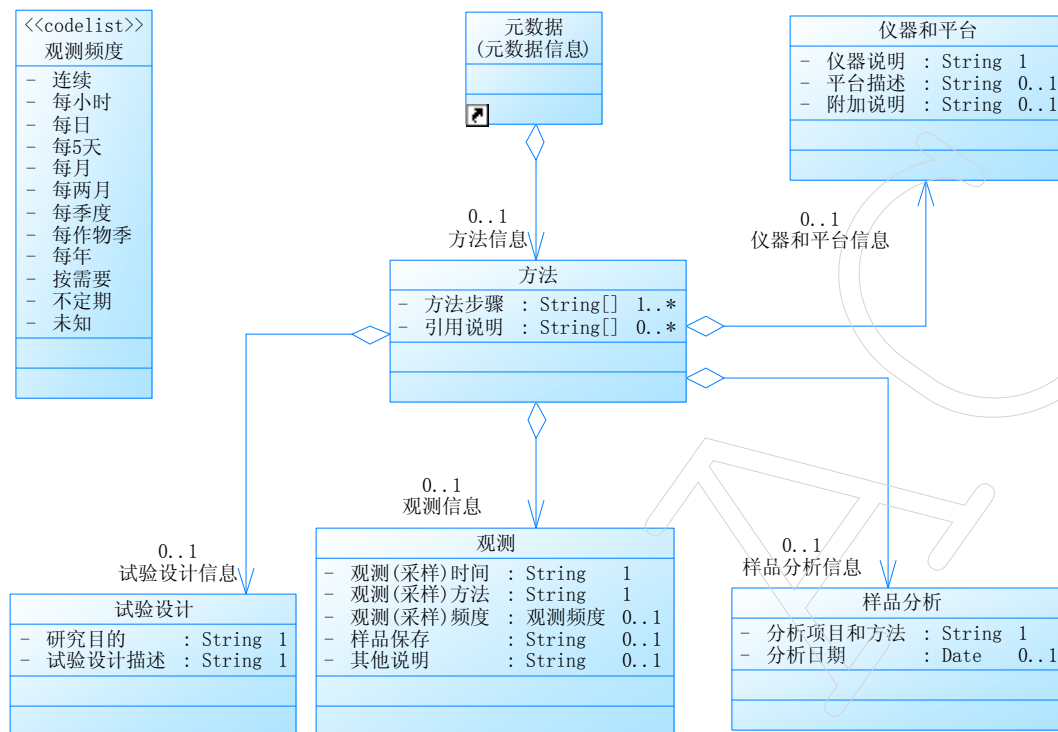 <<codelist>>
观测频度
- 连续
- 每小时
- 每日
- 每5天
- 每月
- 每两月
- 每季度
- 每作物季
- 每年
- 按需要
- 不定期
- 未知
元数据
(元数据信息)
仪器和平台
- 仪器说明 : String 1
- 平台描述 : String 0..1
- 附加说明 : String 0..1
0..1
方法信息
0..1
仪器和平台信息
方法
- 方法步骤 : String[] 1..*
- 引用说明 : String[] 0..*
0..1
试验设计信息
0..1
观测信息
0..1
样品分析信息
试验设计
- 研究目的 : String 1
- 试验设计描述 : String 1
观测
- 观测(采样)时间 : String 1
- 观测(采样)方法 : String 1
- 观测(采样)频度 : 观测频度 0..1
- 样品保存 : String 0..1
- 其他说明 : String 0..1
样品分析
- 分析项目和方法 : String 1
- 分析日期 : Date 0..1